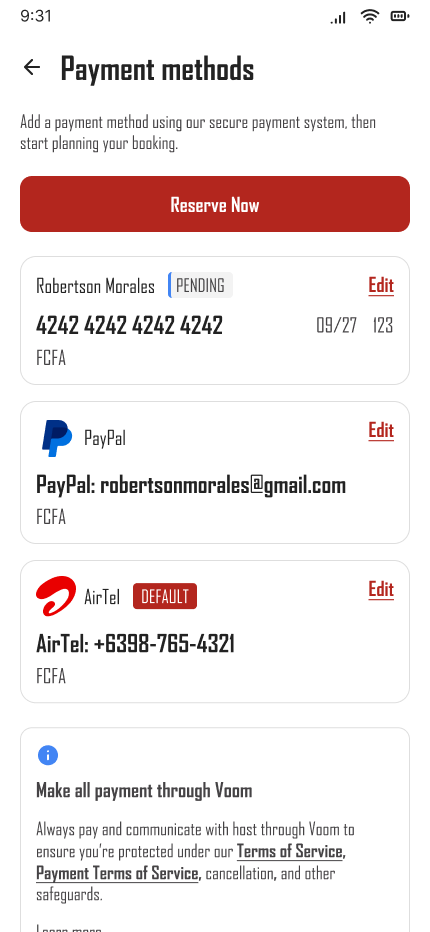 9:31
Payment methods
Add a payment method using our secure payment system, then
start planning your booking.
Reserve Now
Robertson Morales PENDING Edit
4242 4242 4242 4242 09/27 123
FCFA
PayPal Edit
PayPal: robertsonmorales@gmail.com
FCFA
AirTel DEFAULT Edit
AirTel: +6398-765-4321
FCFA
Make all payment through Voom
Always pay and communicate with host through Voom to
ensure you're protected under our Terms of Service,
Payment Terms of Service, cancellation, and other
safeguards.
Learn more